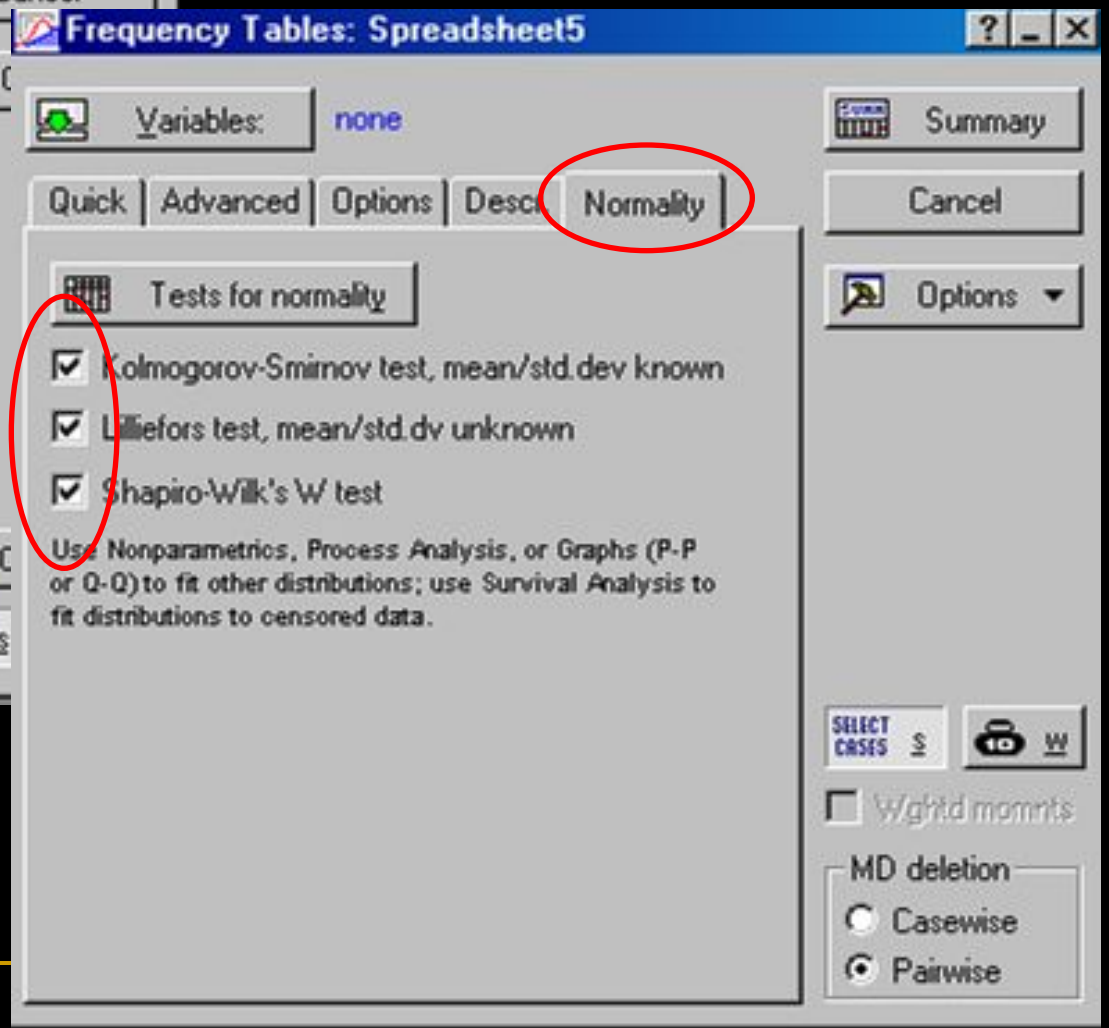 Frequency Tables: Spreadsheet5
Variables: none
Summary
Quick Advanced Options Descr. Normality
Cancel
Tests for normality
Options
Kolmogorov-Smirnov test, mean/std.dev known
Lilliefors test, mean/std.dv unknown
Shapiro-Wilk's W test
Use Nonparametrics, Process Analysis, or Graphs (P-P
or Q-Q) to fit other distributions; use Survival Analysis to
fit distributions to censored data.
SELECT
CASES S
10 W
Wghtd momnts
MD deletion
Casewise
Pairwise